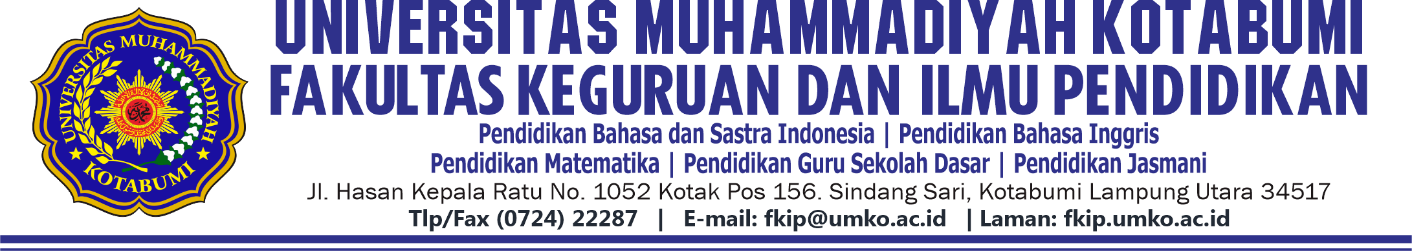 UNIVERSITAS MUHAMMADIYAH KOTABUMI
FAKULTAS KEGURUAN DAN ILMU PENDIDIKAN
Pendidikan Bahasa dan Sastra Indonesia | Pendidikan Bahasa Inggris
Pendidikan Matematika | Pendidikan Guru Sekolah Dasar | Pendidikan Jasmani
Jl. Hasan Kepala Ratu No. 1052 Kotak Pos 156. Sindang Sari, Kotabumi Lampung Utara 34517
Tlp/Fax (0724) 22287 | E-mail: fkip@umko.ac.id | Laman: fkip.umko.ac.id
UNIVERSITAS MUHAMMADIYAH
KOTABUMI